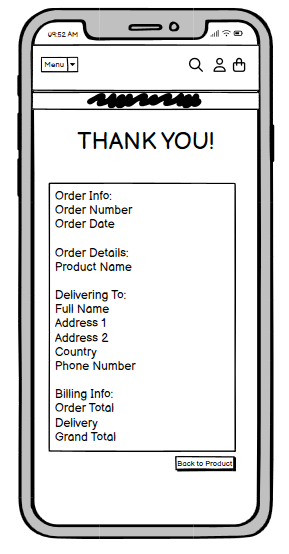 09:52 AM
Menu
THANK YOU!
Order Info:
Order Number
Order Date
Order Details:
Product Name
Delivering To:
Full Name
Address 1
Address 2
Country
Phone Number
Billing Info:
Order Total
Delivery
Grand Total
Back to Product